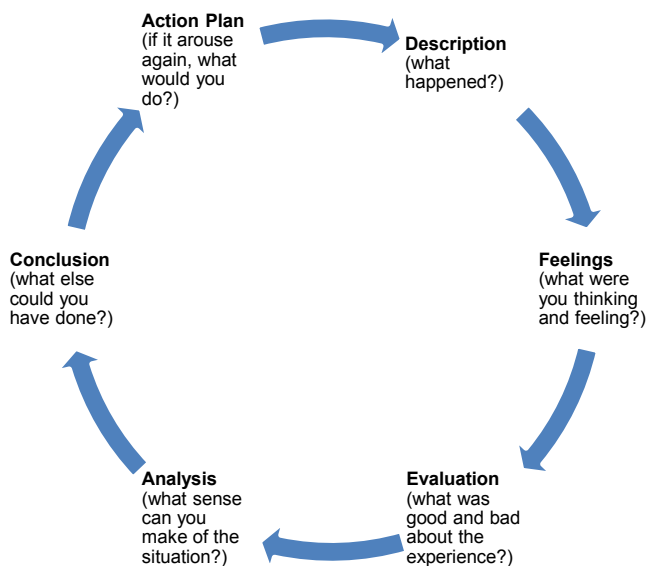 Action Plan
(if it arouse
again, what
would you
do?)
Description
(what
happened?)
Feelings
(what were
you thinking
and feeling?)
Evaluation
(what was
good and bad
about the
experience?)
Analysis
(what sense
can you
make of the
situation?)
Conclusion
(what else
could you
have done?)